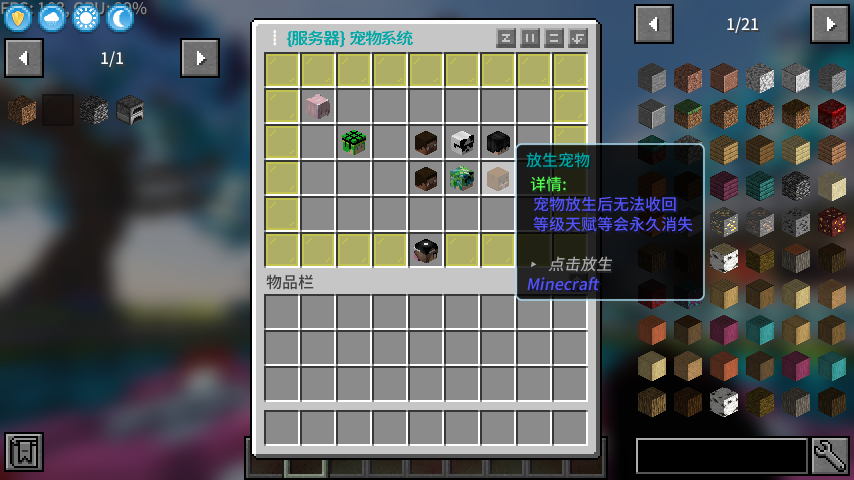 {服务器} 宠物系统
1/1
1/21
放生宠物
详情:
宠物放生后无法收回
等级天赋等会永久消失
▸ 点击放生
Minecraft
物品栏